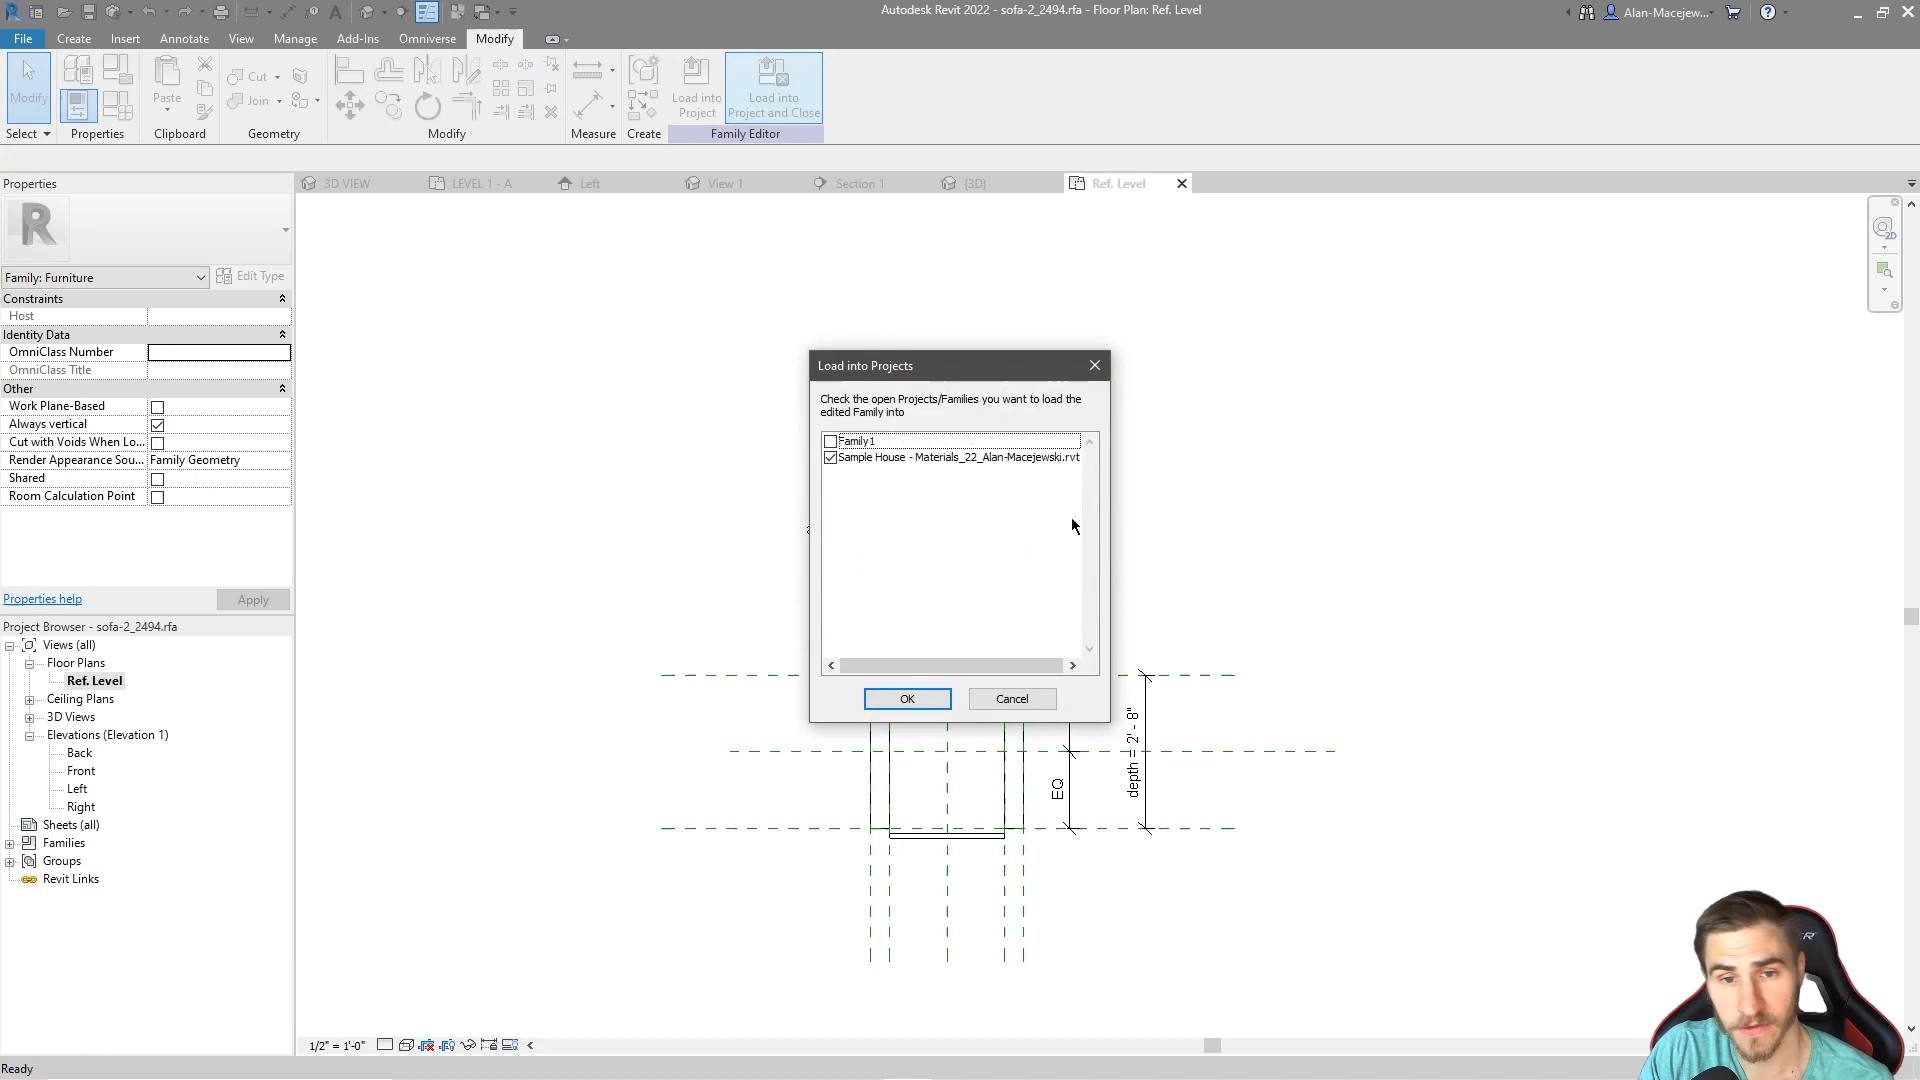 Autodesk Revit 2022 - sofa-2_2494.rfa - Floor Plan: Ref. Level
Alan-Macejew...
File
Create
Insert
Annotate
View
Manage
Add-Ins
Omniverse
Modify
Modify
Paste
Cut
Join
Load into
Project
Load into
Project and Close
Select
Properties
Clipboard
Geometry
Modify
Measure
Create
Family Editor
Properties
3D VIEW
LEVEL 1 - A
Left
View 1
Section 1
{3D}
Ref. Level
2D
R
Family: Furniture
Edit Type
Constraints
Host
Identity Data
OmniClass Number
OmniClass Title
Other
Work Plane-Based
Always vertical
Cut with Voids When Lo...
Render Appearance Sou...
Family Geometry
Shared
Room Calculation Point
Properties help
Apply
Project Browser - sofa-2_2494.rfa
Views (all)
Floor Plans
Ref. Level
Ceiling Plans
3D Views
Elevations (Elevation 1)
Back
Front
Left
Right
Sheets (all)
Families
Groups
Revit Links
Load into Projects
Check the open Projects/Families you want to load the
edited Family into
Family1
Sample House - Materials_22_Alan-Macejewski.rvt
OK
Cancel
EQ
depth = 2' - 8"
1/2" = 1'-0"
Ready